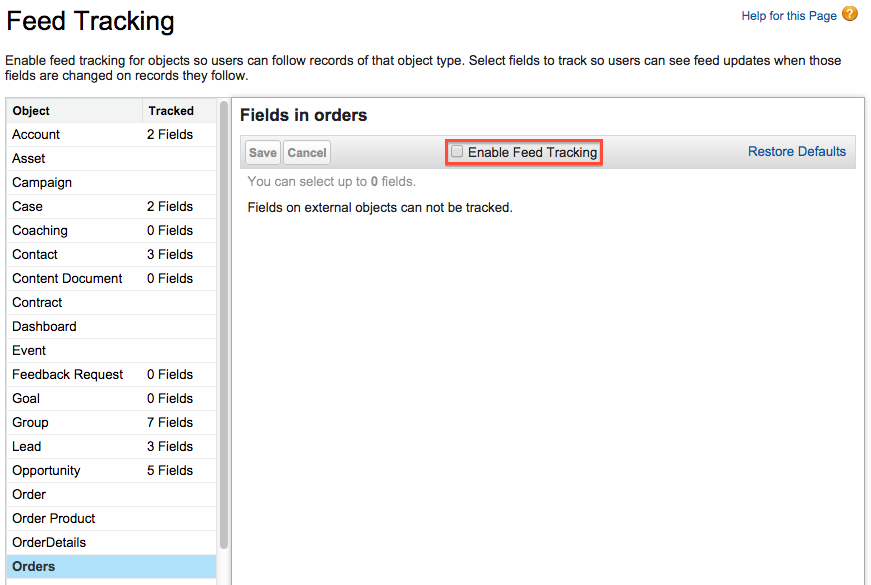 Feed Tracking
Help for this Page ?
Enable feed tracking for objects so users can follow records of that object type. Select fields to track so users can see feed updates when those
fields are changed on records they follow.
Object Tracked
Account 2 Fields
Asset
Campaign
Case 2 Fields
Coaching 0 Fields
Contact 3 Fields
Content Document 0 Fields
Contract
Dashboard
Event
Feedback Request 0 Fields
Goal 0 Fields
Group 7 Fields
Lead 3 Fields
Opportunity 5 Fields
Order
Order Product
OrderDetails
Orders
Fields in orders
Save Cancel Enable Feed Tracking Restore Defaults
You can select up to 0 fields.
Fields on external objects can not be tracked.